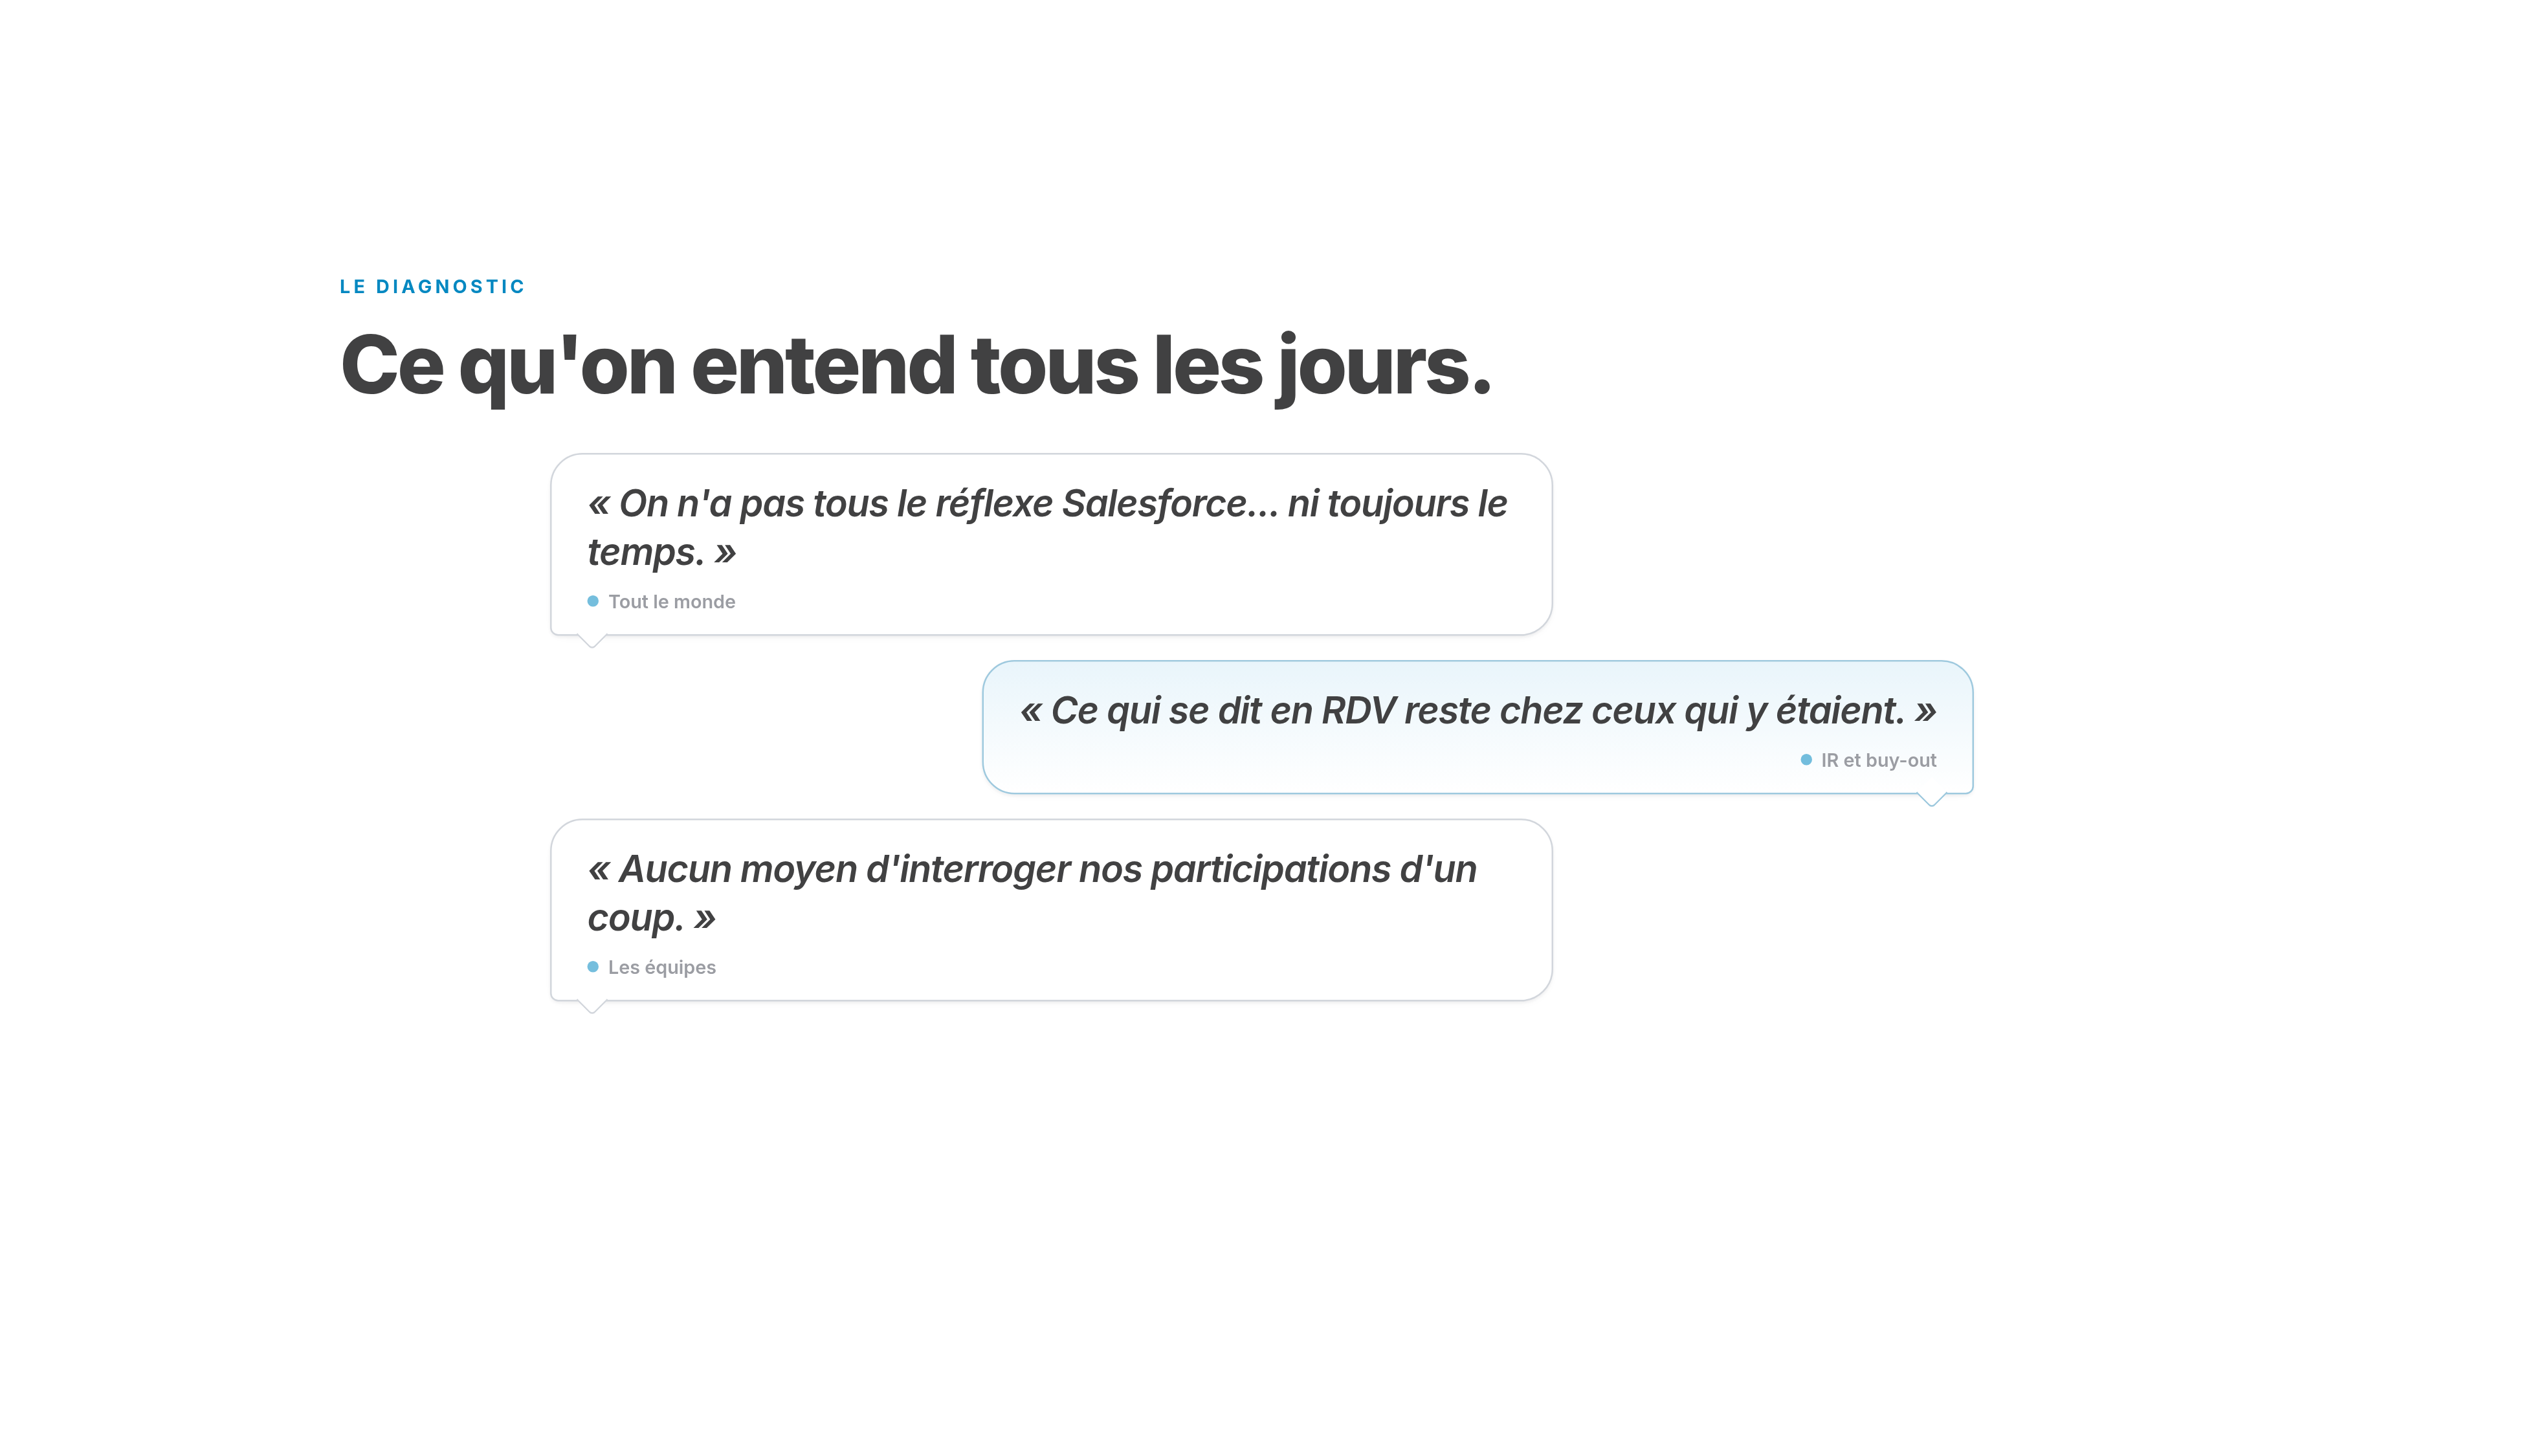 LE DIAGNOSTIC
Ce qu'on entend tous les jours.
« On n'a pas tous le réflexe Salesforce... ni toujours le
temps. »
Tout le monde
« Ce qui se dit en RDV reste chez ceux qui y étaient. »
IR et buy-out
« Aucun moyen d'interroger nos participations d'un
coup. »
Les équipes